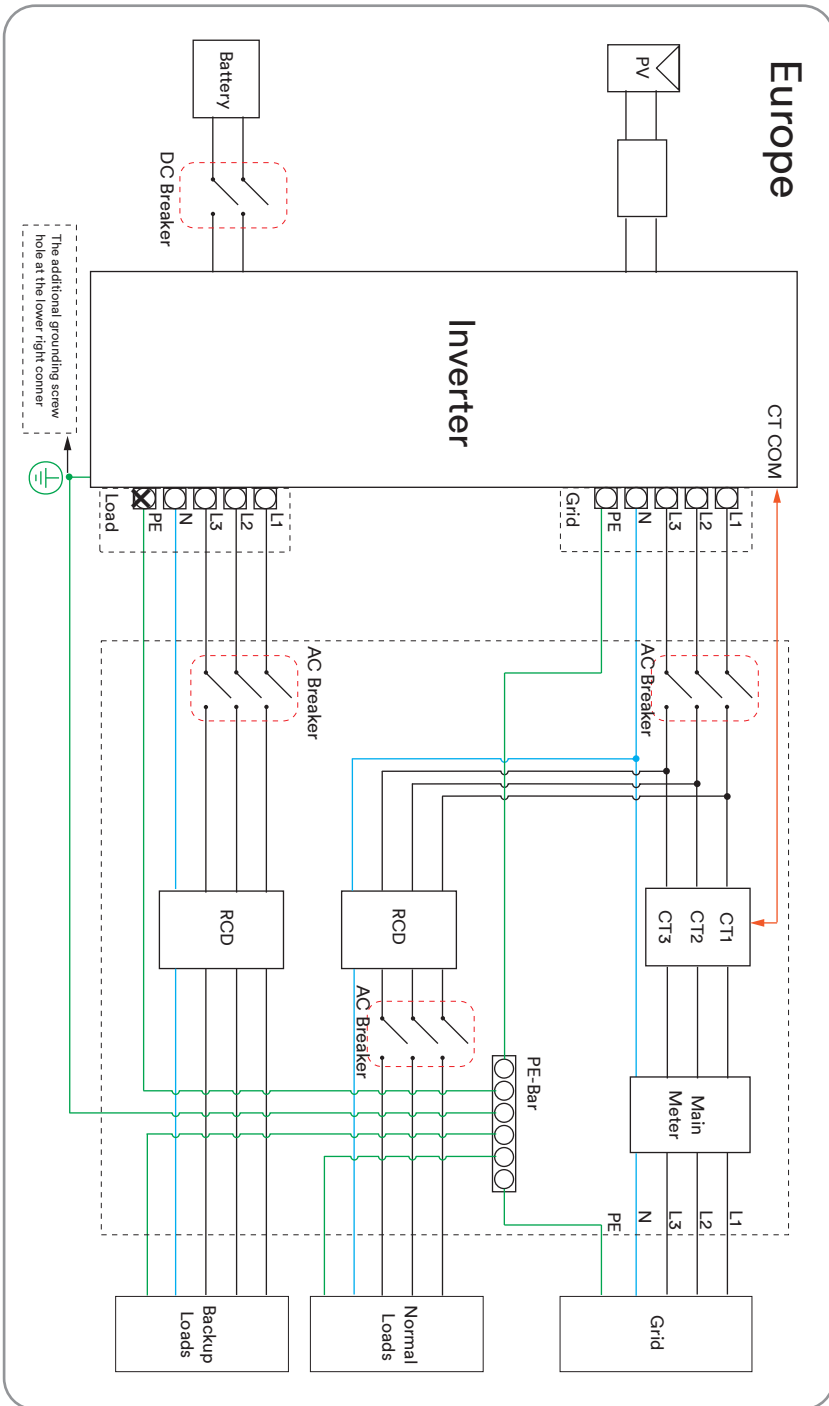 Europe
PV
Battery
DC Breaker
The additional grounding screw
hole at the lower right conner
Inverter
CT COM
Grid
L1
L2
L3
N
PE
Load
L1
L2
L3
N
PE
AC Breaker
AC Breaker
CT1
CT2
CT3
RCD
RCD
AC Breaker
PE-Bar
Main
Meter
L1
L2
L3
N
PE
Grid
Normal
Loads
Backup
Loads